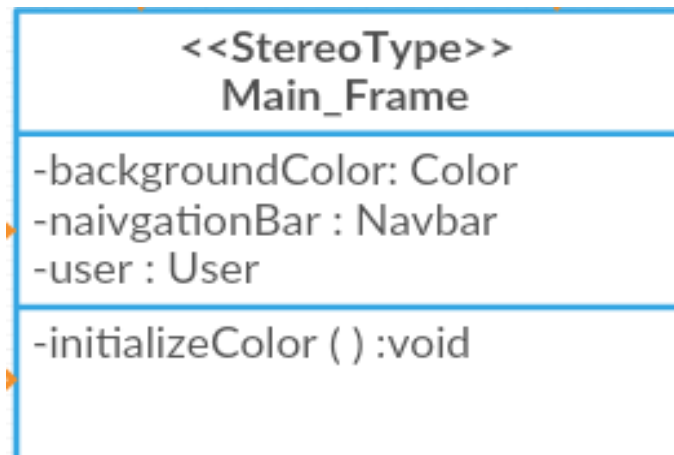 <<StereoType>>
Main_Frame
-backgroundColor: Color
-naivgationBar : Navbar
-user : User
-initializeColor ( ) :void